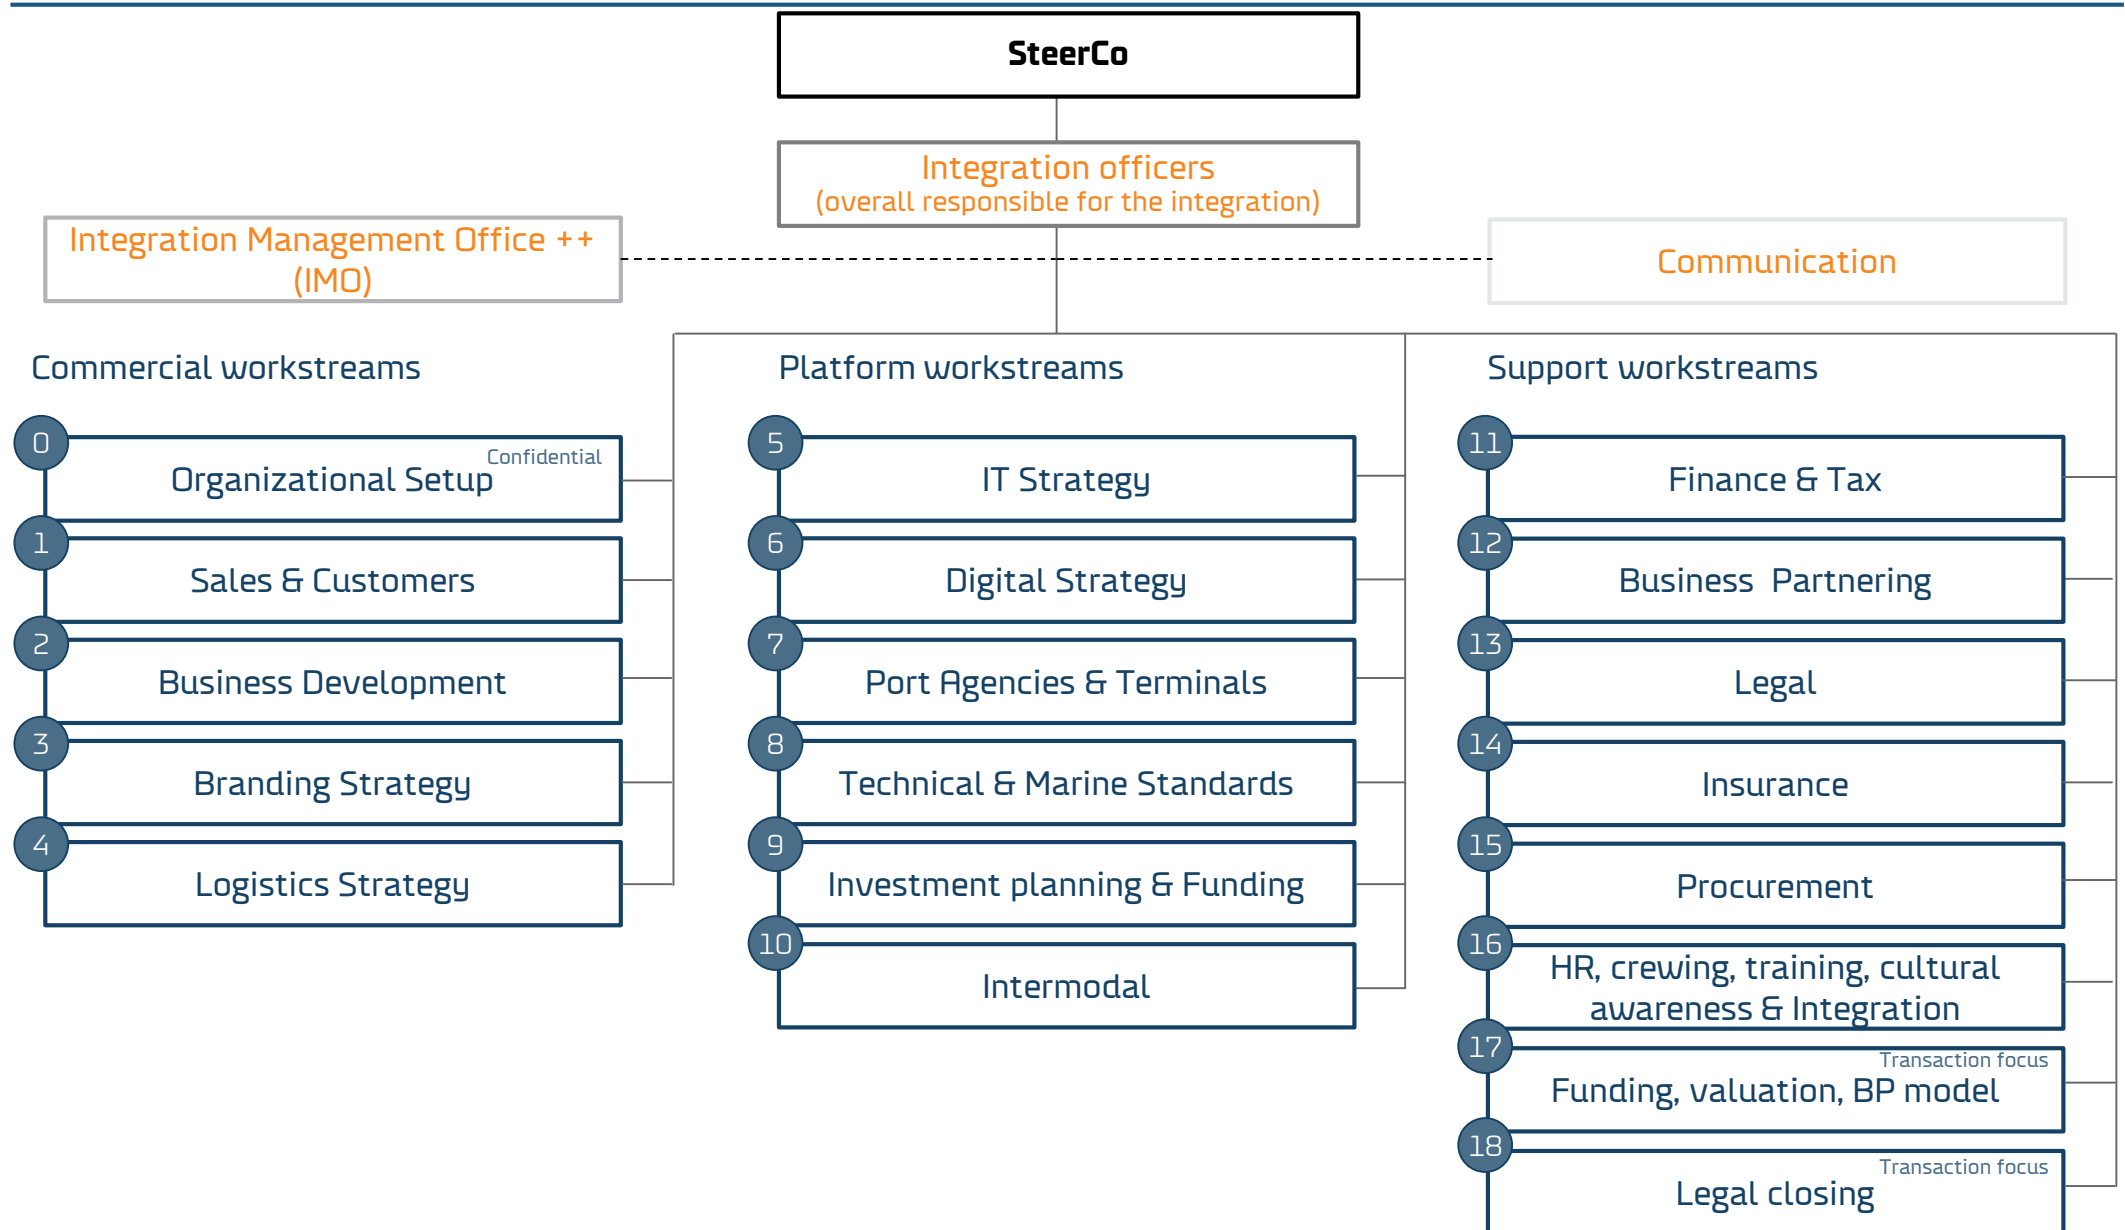 SteerCo
Integration officers
(overall responsible for the integration)
Integration Management Office ++
(IMO)
Communication
Commercial workstreams
0
Confidential
Organizational Setup
1
Sales & Customers
2
Business Development
3
Branding Strategy
4
Logistics Strategy
Platform workstreams
5
IT Strategy
6
Digital Strategy
7
Port Agencies & Terminals
8
Technical & Marine Standards
9
Investment planning & Funding
10
Intermodal
Support workstreams
11
Finance & Tax
12
Business  Partnering
13
Legal
14
Insurance
15
Procurement
16
HR, crewing, training, cultural
awareness & Integration
17
Transaction focus
Funding, valuation, BP model
18
Transaction focus
Legal closing